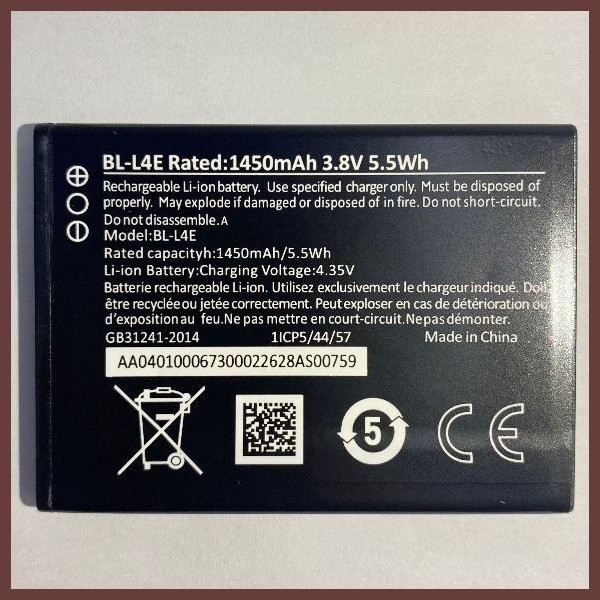 BL-L4E Rated:1450mAh 3.8V 5.5Wh
Rechargeable Li-ion battery. Use specified charger only. Must be disposed of
properly. May explode if damaged or disposed of in fire. Do not short-circuit.
Do not disassemble. A
Model:BL-L4E
Rated capacityh:1450mAh/5.5Wh
Li-ion Battery:Charging Voltage:4.35V
Batterie rechargeable Li-ion. Utilisez exclusivement le chargeur indiqué. Doit
être recyclée ou jetée correctement. Peut exploser en cas de détérioration ou
d'exposition au feu.Ne pas mettre en court-circuit.Ne pas démonter.
GB31241-2014 1ICP5/44/57 Made in China
AA040100067300022628AS00759
5 CE